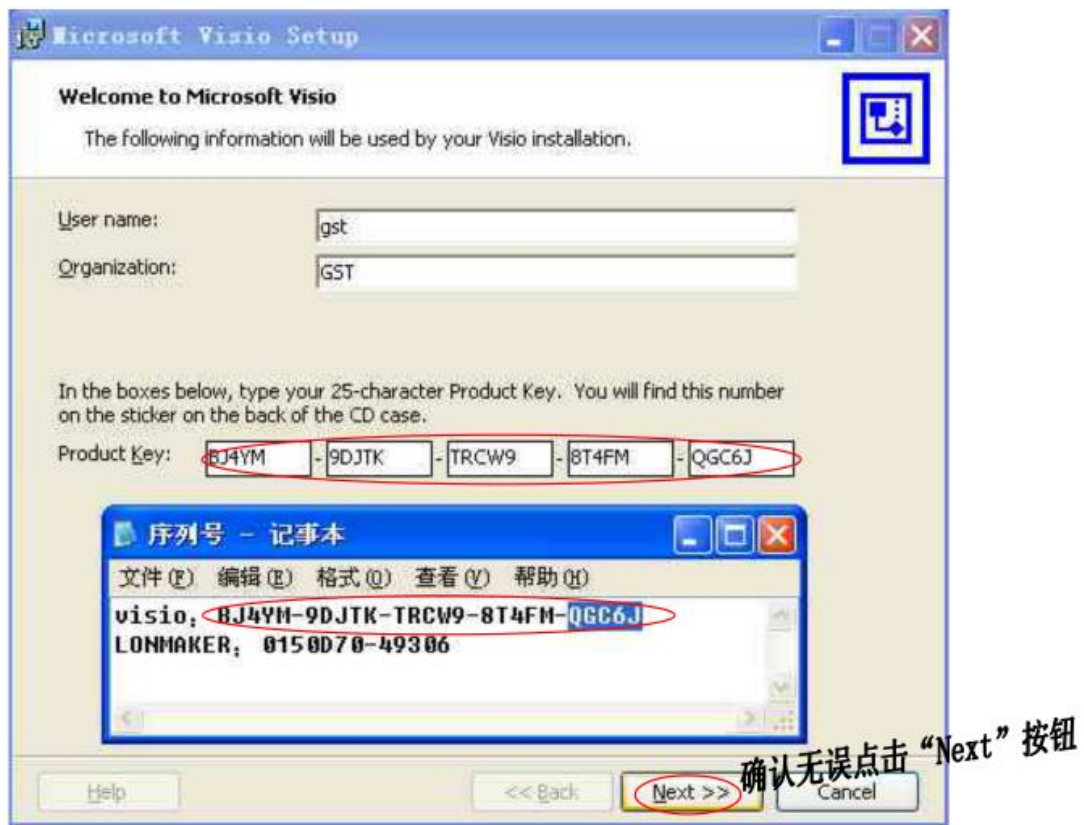 Microsoft Visio Setup
Welcome to Microsoft Visio
The following information will be used by your Visio installation.
User name:
gst
Organization:
GST
In the boxes below, type your 25-character Product Key. You will find this number
on the sticker on the back of the CD case.
Product Key: BJ4YM - 9DJTK - TRCW9 - 8T4FM - QGC6J
序列号 - 记事本
文件(F) 编辑(E) 格式(O) 查看(V) 帮助(H)
visio: BJ4YM-9DJTK-TRCW9-8T4FM-QGC6J
LONMAKER: 0150D70-49306
确认无误点击“Next”按钮
Help << Back Next >> Cancel